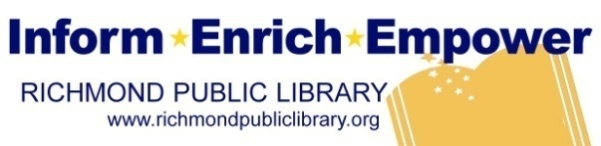 Inform★Enrich★Empower
RICHMOND PUBLIC LIBRARY
www.richmondpubliclibrary.org